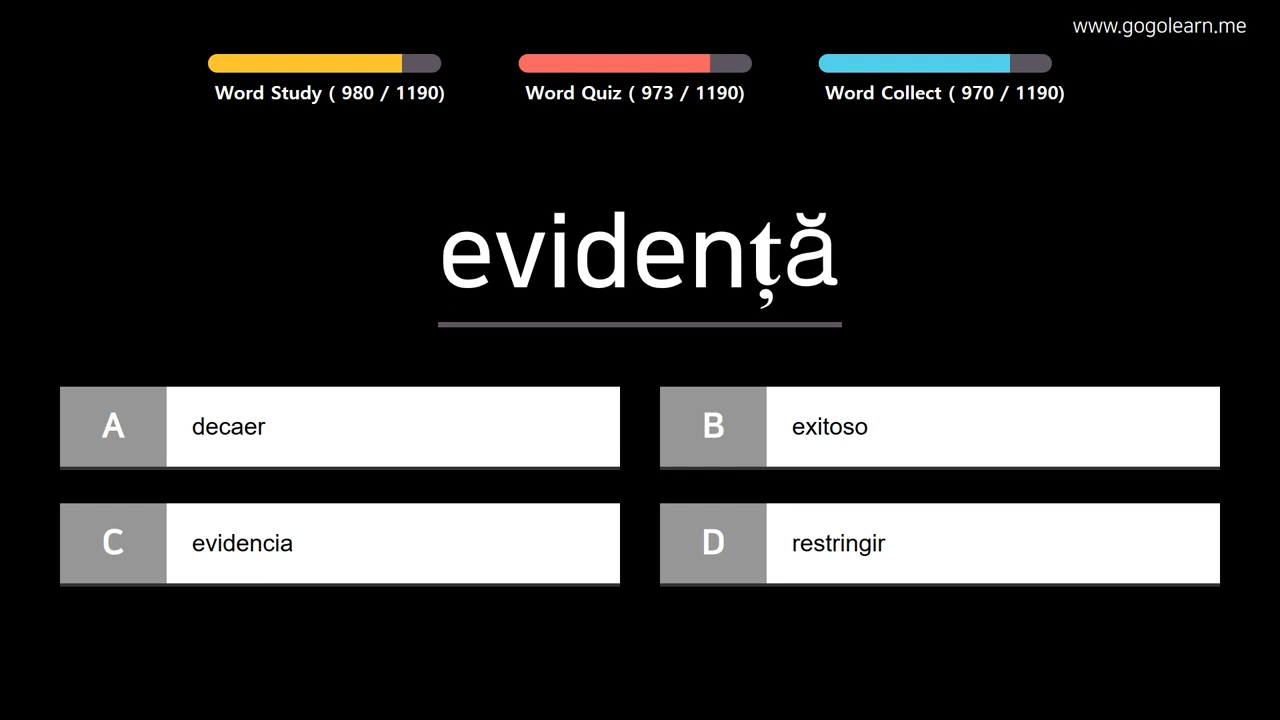 www.gogolearn.me
Word Study ( 980 / 1190)
Word Quiz ( 973 / 1190)
Word Collect ( 970 / 1190)
evidență
A
decaer
B
exitoso
C
evidencia
D
restringir